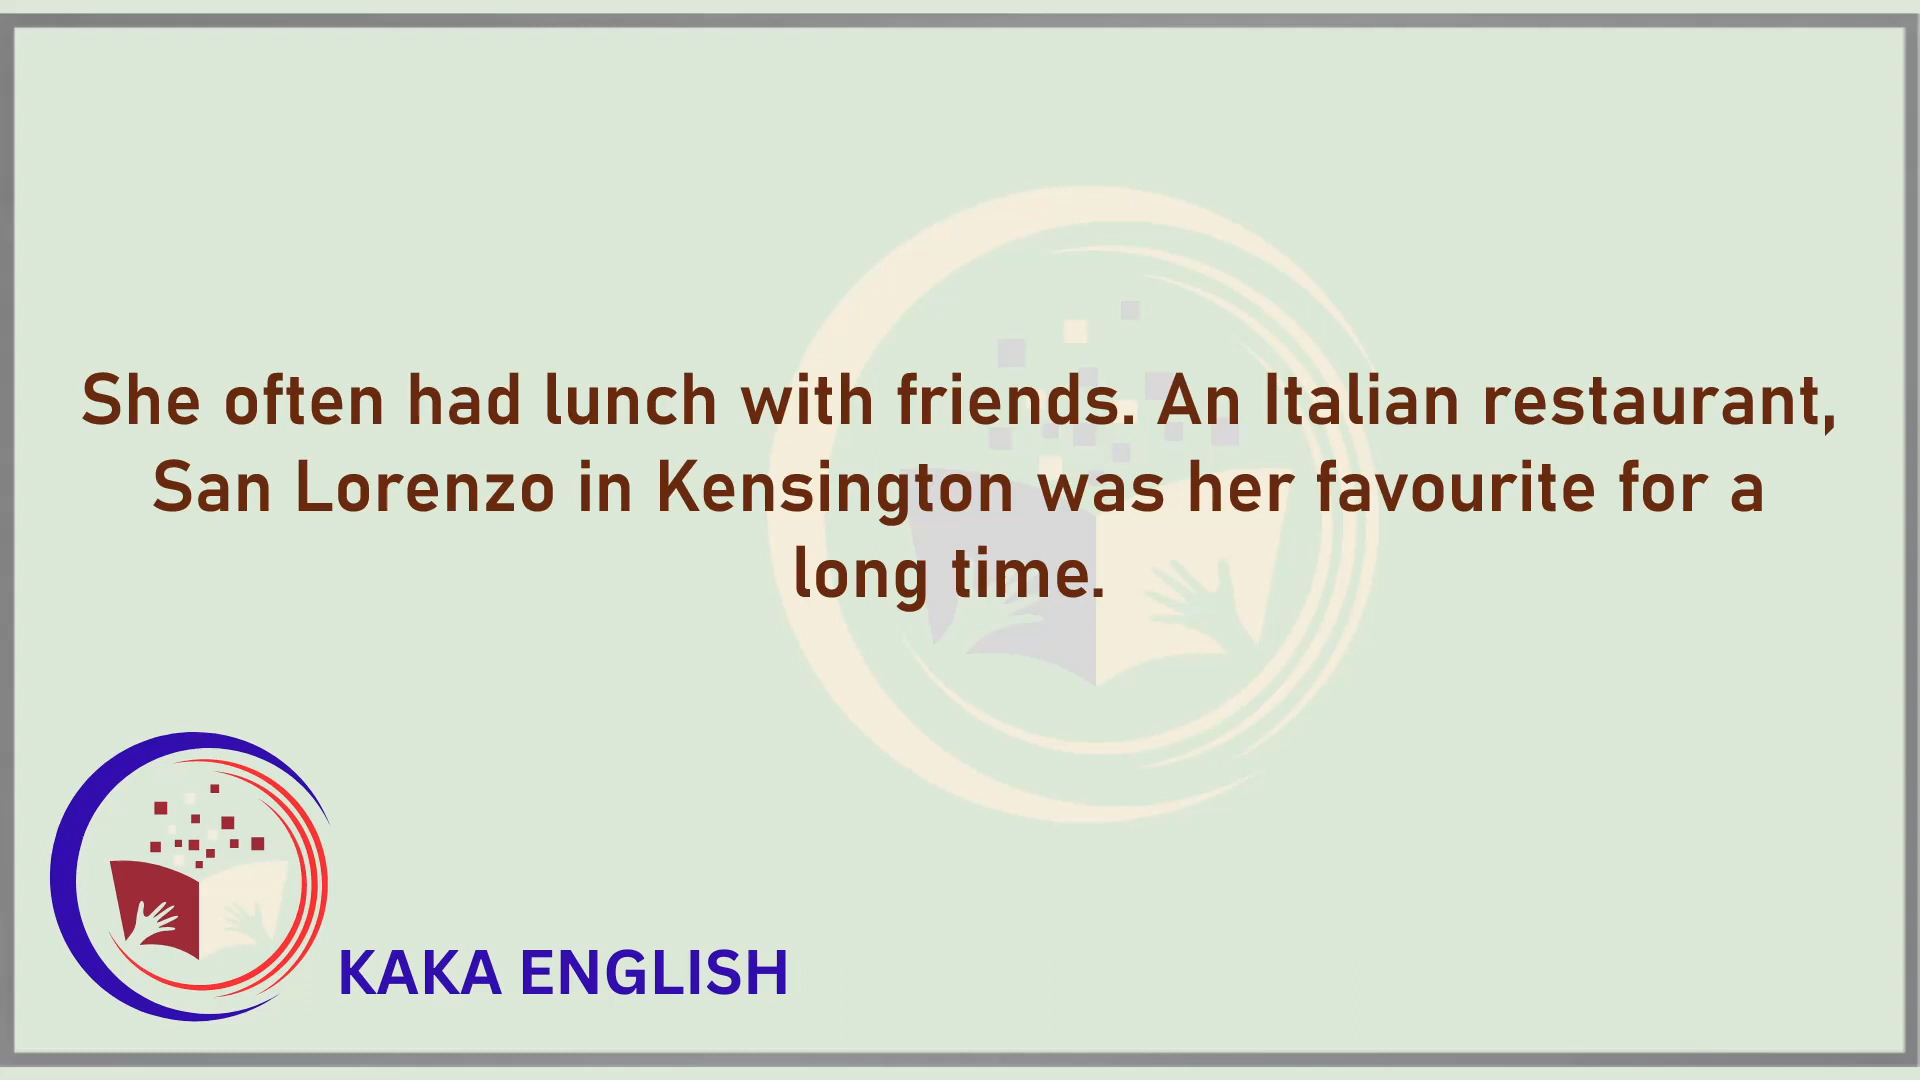 She often had lunch with friends. An Italian restaurant,
San Lorenzo in Kensington was her favourite for a
long time.
KAKA ENGLISH